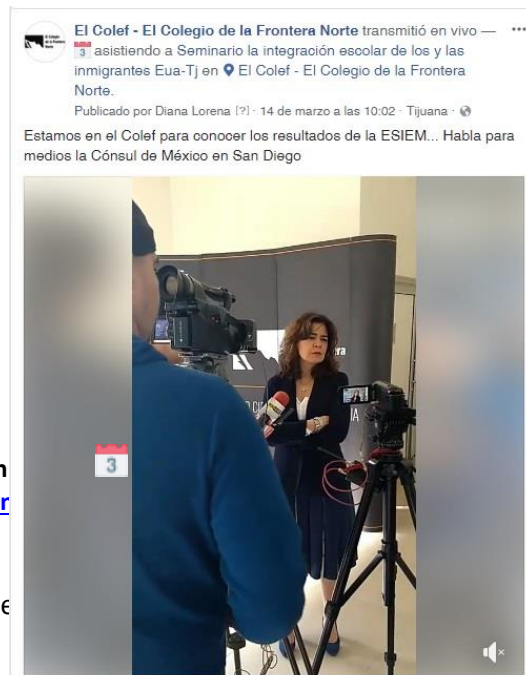 El Colef - El Colegio de la Frontera Norte transmitió en vivo —
3 asistiendo a Seminario la integración escolar de los y las
inmigrantes Eua-Tj en El Colef - El Colegio de la Frontera
Norte.
Publicado por Diana Lorena [?] · 14 de marzo a las 10:02 · Tijuana ·
Estamos en el Colef para conocer los resultados de la ESIEM... Habla para
medios la Cónsul de México en San Diego
3